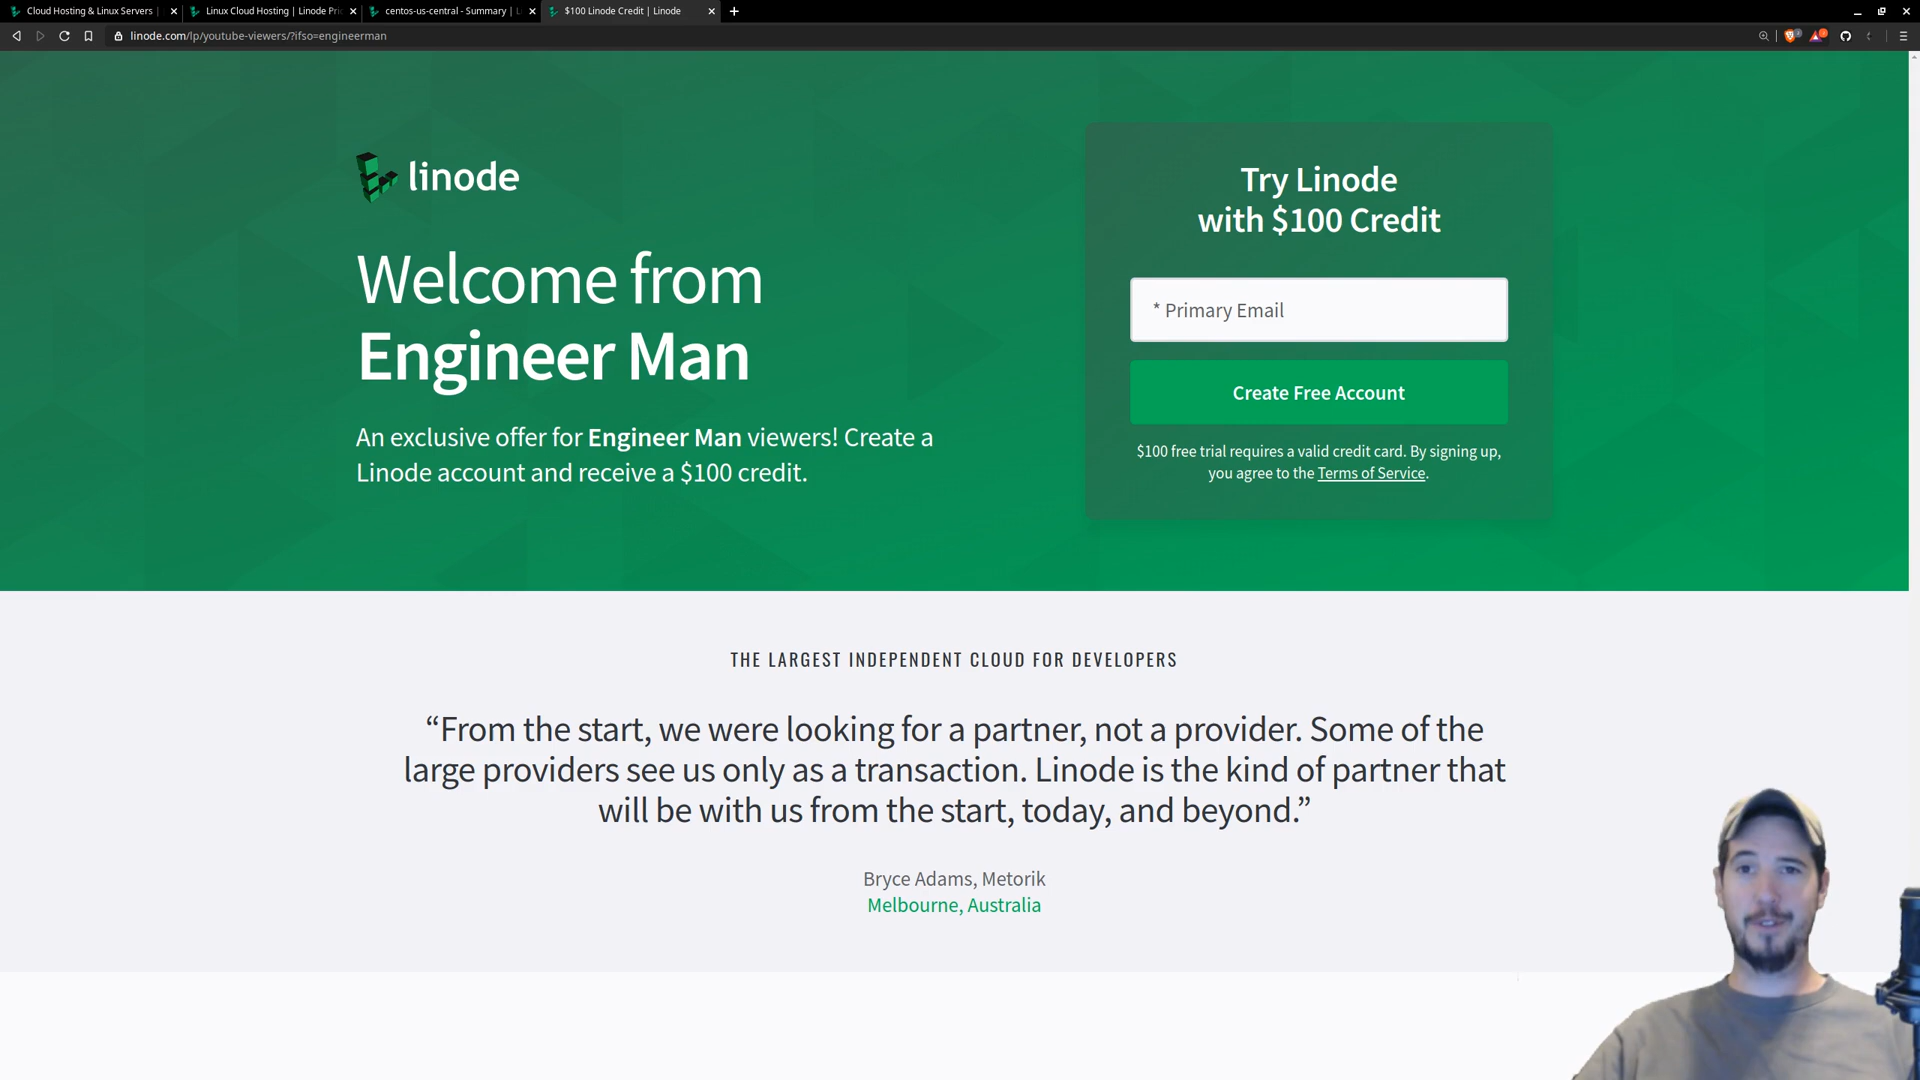 Cloud Hosting & Linux Servers |
Linux Cloud Hosting | Linode Pri
centos-us-central - Summary | L
$100 Linode Credit | Linode
linode.com/lp/youtube-viewers/?ifso=engineerman
linode
Welcome from
Engineer Man
An exclusive offer for Engineer Man viewers! Create a
Linode account and receive a $100 credit.
Try Linode
with $100 Credit
* Primary Email
Create Free Account
$100 free trial requires a valid credit card. By signing up,
you agree to the Terms of Service.
THE LARGEST INDEPENDENT CLOUD FOR DEVELOPERS
“From the start, we were looking for a partner, not a provider. Some of the
large providers see us only as a transaction. Linode is the kind of partner that
will be with us from the start, today, and beyond.”
Bryce Adams, Metorik
Melbourne, Australia